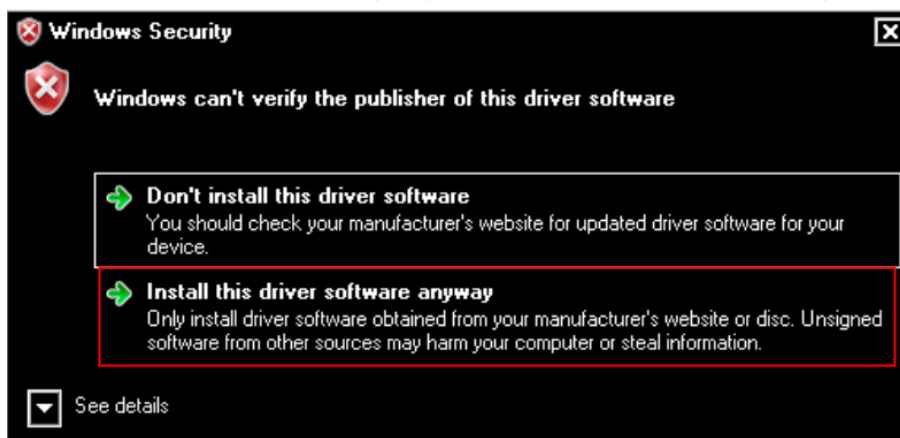 Windows Security
Windows can't verify the publisher of this driver software
Don't install this driver software
You should check your manufacturer's website for updated driver software for your
device.
Install this driver software anyway
Only install driver software obtained from your manufacturer's website or disc. Unsigned
software from other sources may harm your computer or steal information.
See details